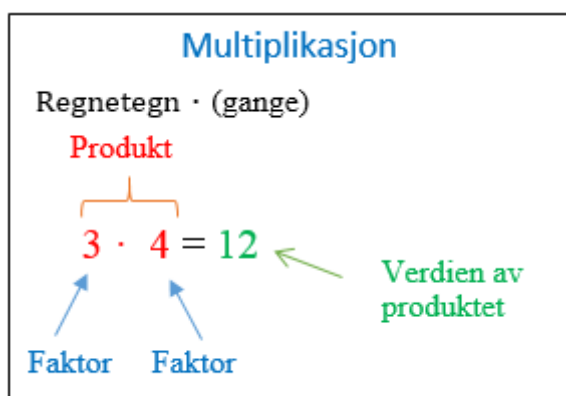 Multiplikasjon
Regnetegn · (gange)
Produkt
3 · 4 = 12
Verdien av
produktet
Faktor Faktor